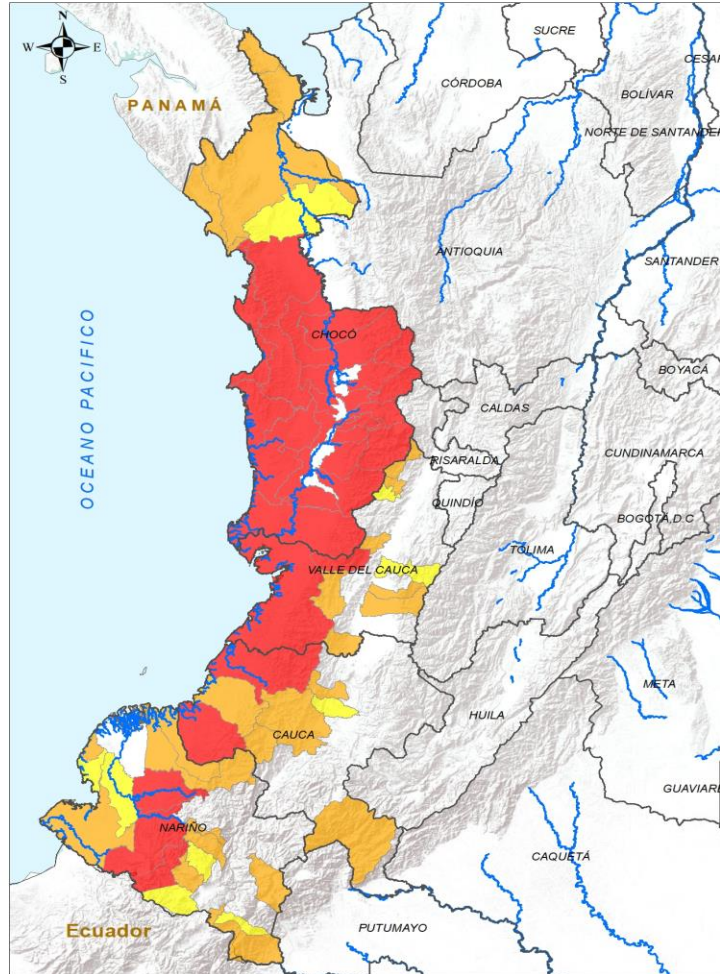 SUCRE
N
W E
S
CESAR
CÓRDOBA
BOLÍVAR
PANAMÁ
NORTE DE SANTANDER
ANTIOQUIA
SANTANDER
OCEANO PACIFICO
CHOCÓ
BOYACÁ
CALDAS
CUNDINAMARCA
RISARALDA
QUINDÍO
BOGOTÁ, D.C
TOLIMA
VALLE DEL CAUCA
META
HUILA
CAUCA
GUAVIARE
NARIÑO
CAQUETÁ
Ecuador
PUTUMAYO